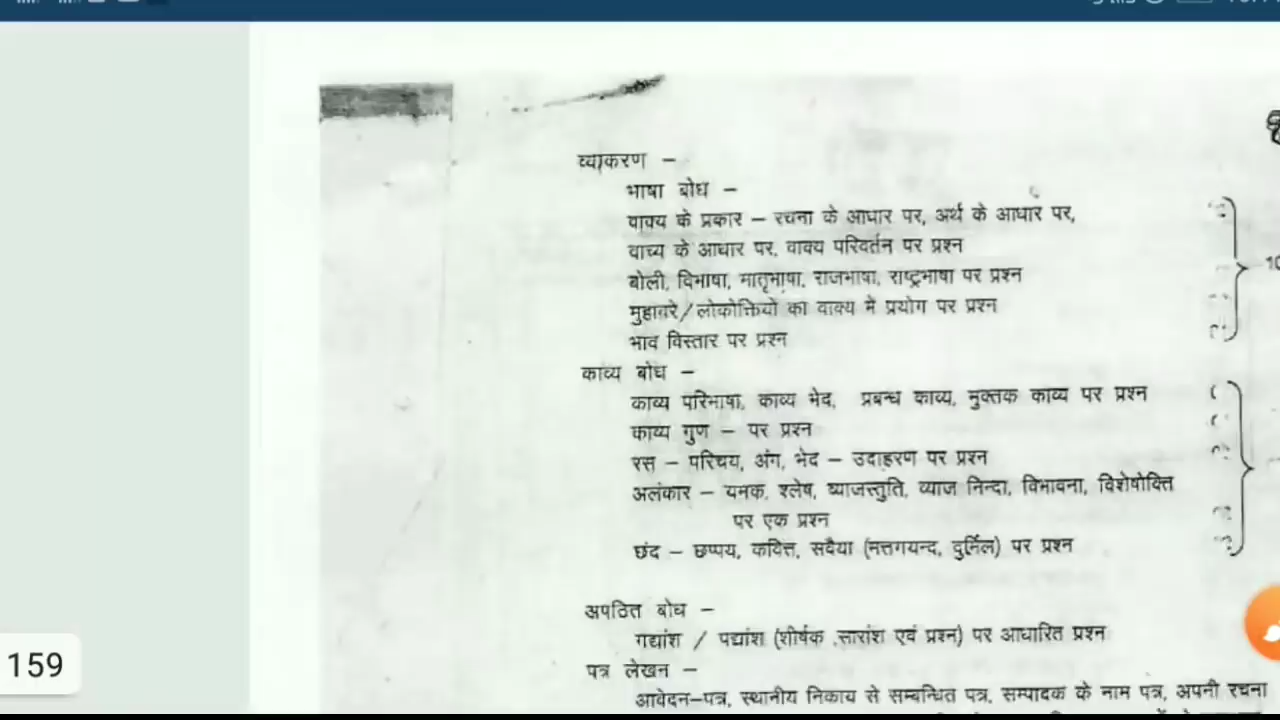 व्याकरण –
भाषा बोध –
वाक्य के प्रकार – रचना के आधार पर, अर्थ के आधार पर,
वाच्य के आधार पर, वाक्य परिवर्तन पर प्रश्न
बोली, विभाषा, मातृभाषा, राजभाषा, राष्ट्रभाषा पर प्रश्न
मुहावरे/लोकोक्तियों का वाक्य में प्रयोग पर प्रश्न
भाव विस्तार पर प्रश्न
काव्य बोध –
काव्य परिभाषा, काव्य भेद, प्रबन्ध काव्य, मुक्तक काव्य पर प्रश्न
काव्य गुण – पर प्रश्न
रस – परिचय, अंग, भेद – उदाहरण पर प्रश्न
अलंकार – यमक, श्लेष, व्याजस्तुति, व्याज निन्दा, विभावना, विशेषोक्ति
पर एक प्रश्न
छंद – छप्पय, कवित्त, सवैया (मत्तगयन्द, दुर्मिल) पर प्रश्न
अपठित बोध –
गद्यांश / पद्यांश (शीर्षक ,सारांश एवं प्रश्न) पर आधारित प्रश्न
पत्र लेखन –
आवेदन–पत्र, स्थानीय निकाय से सम्बन्धित पत्र, सम्पादक के नाम पत्र, अपनी रचना
159